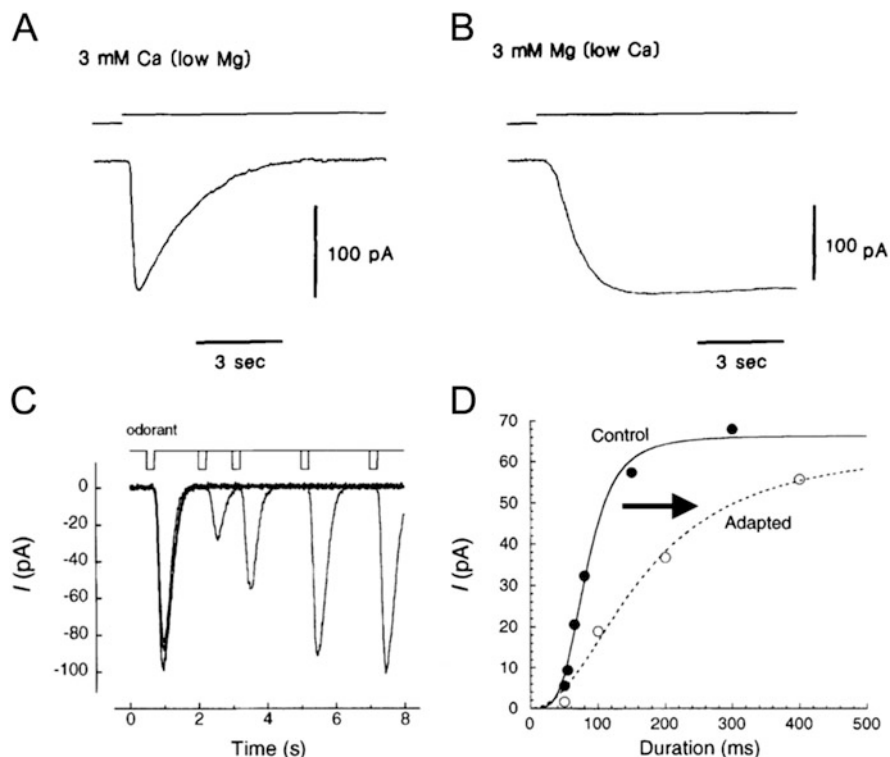 A
3 mM Ca (low Mg)
100 pA
3 sec
B
3 mM Mg (low Ca)
100 pA
3 sec
C
odorant
0
-20
-40
-60
-80
-100
I (pA)
0 2 4 6 8
Time (s)
D
70
60
50
40
30
20
10
0
I (pA)
Control
Adapted
0 100 200 300 400 500
Duration (ms)